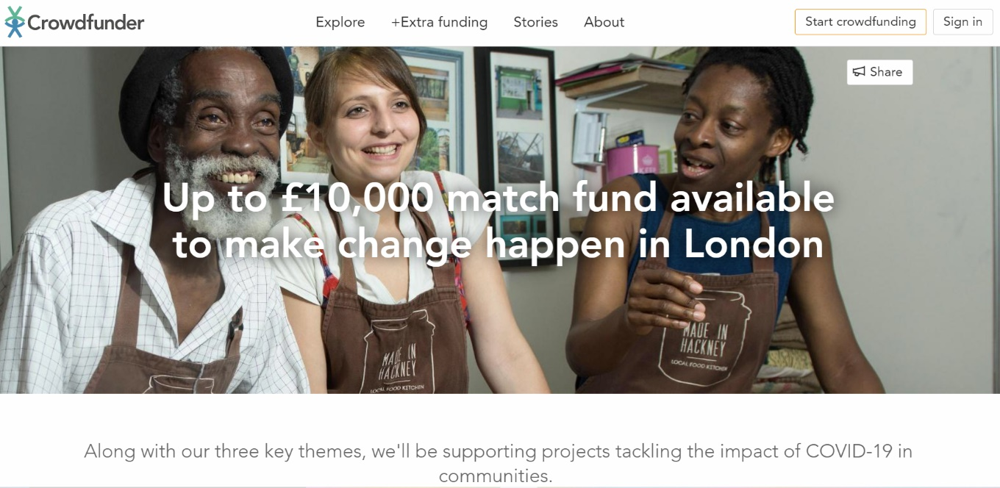 Crowdfunder
Explore
+Extra funding
Stories
About
Start crowdfunding
Sign in
Share
Up to £10,000 match fund available
to make change happen in London
MADE IN
HACKNEY
LOCAL FOOD KITCHEN
MADE IN
HACKNEY
LOCAL FOOD KITCHEN
Along with our three key themes, we'll be supporting projects tackling the impact of COVID-19 in
communities.